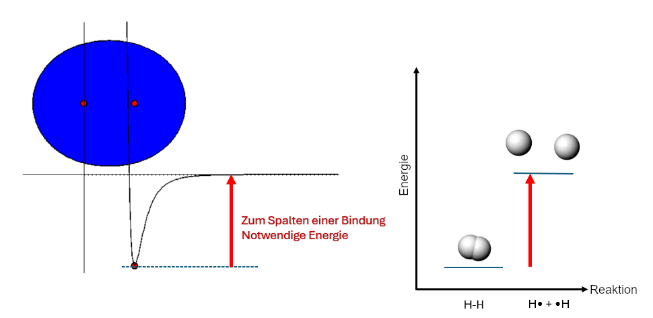 Zum Spalten einer Bindung
Notwendige Energie
Energie
Reaktion
H-H
H• + •H